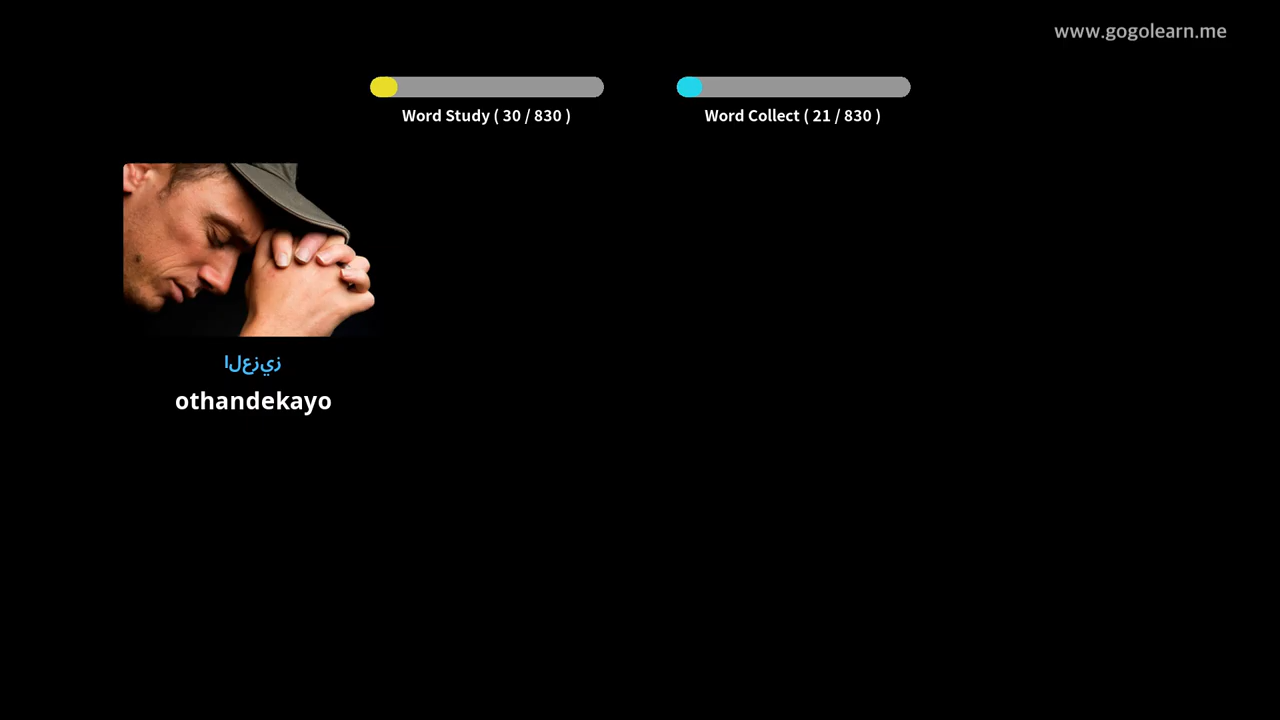 www.gogolearn.me
Word Study ( 30 / 830 )
Word Collect ( 21 / 830 )
العزيز
othandekayo